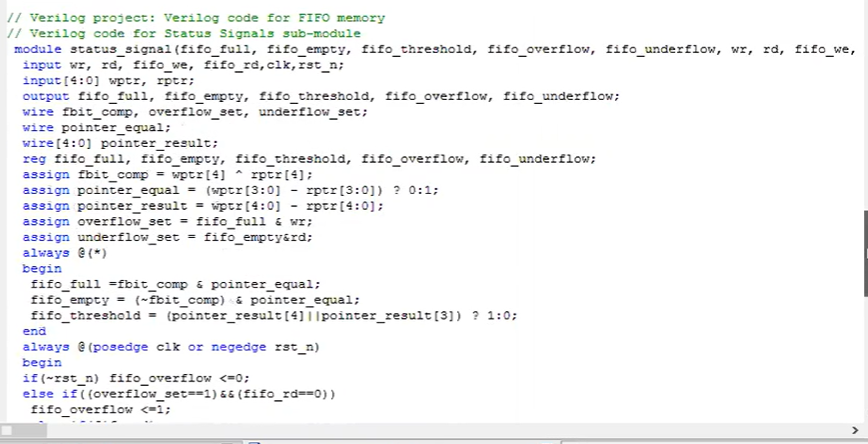 // Verilog project: Verilog code for FIFO memory
// Verilog code for Status Signals sub-module
module status_signal(fifo_full, fifo_empty, fifo_threshold, fifo_overflow, fifo_underflow, wr, rd, fifo_we,
input wr, rd, fifo_we, fifo_rd,clk,rst_n;
input[4:0] wptr, rptr;
output fifo_full, fifo_empty, fifo_threshold, fifo_overflow, fifo_underflow;
wire fbit_comp, overflow_set, underflow_set;
wire pointer_equal;
wire[4:0] pointer_result;
reg fifo_full, fifo_empty, fifo_threshold, fifo_overflow, fifo_underflow;
assign fbit_comp = wptr[4] ^ rptr[4];
assign pointer_equal = (wptr[3:0] - rptr[3:0]) ? 0:1;
assign pointer_result = wptr[4:0] - rptr[4:0];
assign overflow_set = fifo_full & wr;
assign underflow_set = fifo_empty&rd;
always @(*)
begin
fifo_full =fbit_comp & pointer_equal;
fifo_empty = (~fbit_comp) & pointer_equal;
fifo_threshold = (pointer_result[4]||pointer_result[3]) ? 1:0;
end
always @(posedge clk or negedge rst_n)
begin
if(~rst_n) fifo_overflow <=0;
else if((overflow_set==1)&&(fifo_rd==0))
fifo_overflow <=1;